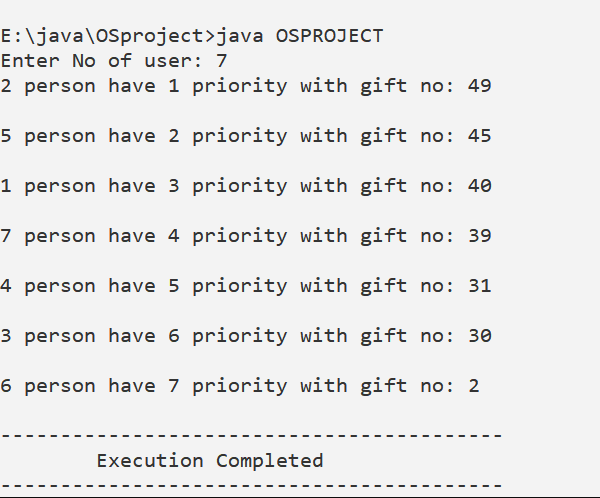 E:\java\OSproject>java OSPROJECT
Enter No of user: 7
2 person have 1 priority with gift no: 49
5 person have 2 priority with gift no: 45
1 person have 3 priority with gift no: 40
7 person have 4 priority with gift no: 39
4 person have 5 priority with gift no: 31
3 person have 6 priority with gift no: 30
6 person have 7 priority with gift no: 2
------------------------------------------
Execution Completed
------------------------------------------